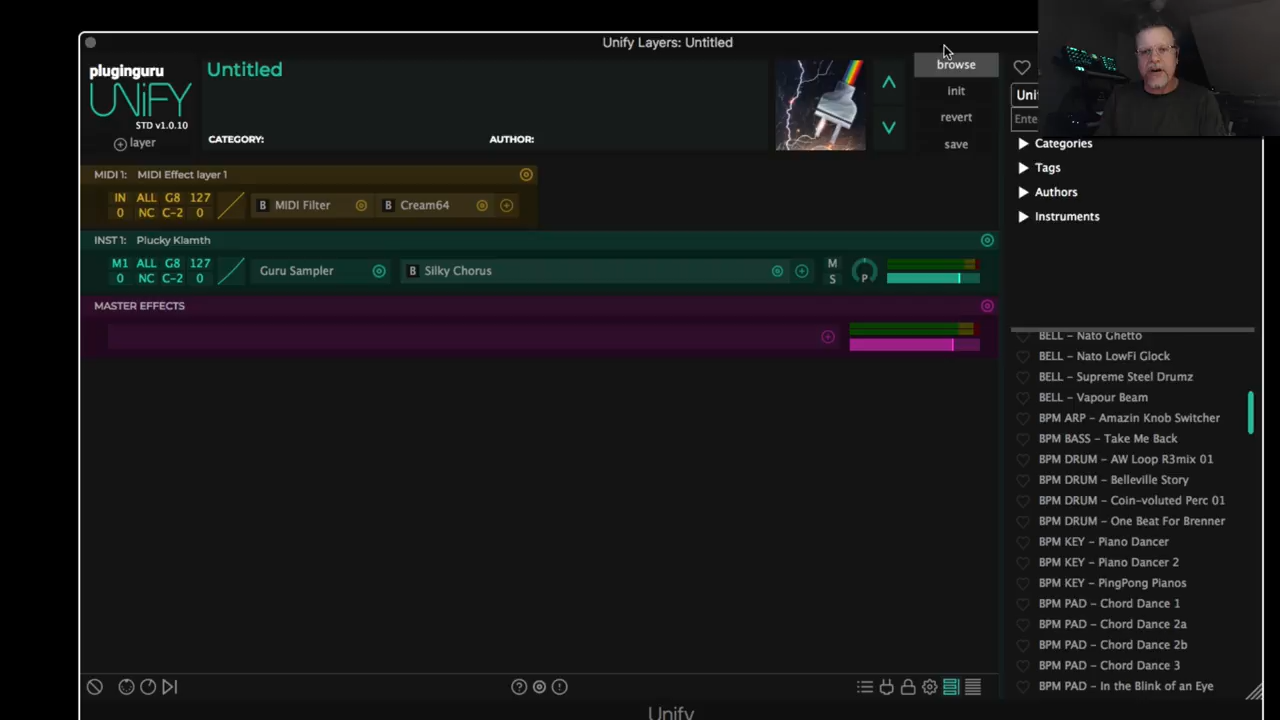 Unify Layers: Untitled
pluginguru
UNiFY
STD v1.0.10
layer
Untitled
CATEGORY:
AUTHOR:
browse
init
revert
save
MIDI 1: MIDI Effect layer 1
IN ALL G8 127
0 NC C-2 0
B MIDI Filter
B Cream64
INST 1: Plucky Klamth
M1 ALL G8 127
0 NC C-2 0
Guru Sampler
B Silky Chorus
M
S
P
MASTER EFFECTS
Uni
Ente
Categories
Tags
Authors
Instruments
BELL - Nato Ghetto
BELL - Nato LowFi Glock
BELL - Supreme Steel Drumz
BELL - Vapour Beam
BPM ARP - Amazin Knob Switcher
BPM BASS - Take Me Back
BPM DRUM - AW Loop R3mix 01
BPM DRUM - Belleville Story
BPM DRUM - Coin-voluted Perc 01
BPM DRUM - One Beat For Brenner
BPM KEY - Piano Dancer
BPM KEY - Piano Dancer 2
BPM KEY - PingPong Pianos
BPM PAD - Chord Dance 1
BPM PAD - Chord Dance 2a
BPM PAD - Chord Dance 2b
BPM PAD - Chord Dance 3
BPM PAD - In the Blink of an Eye
Unify